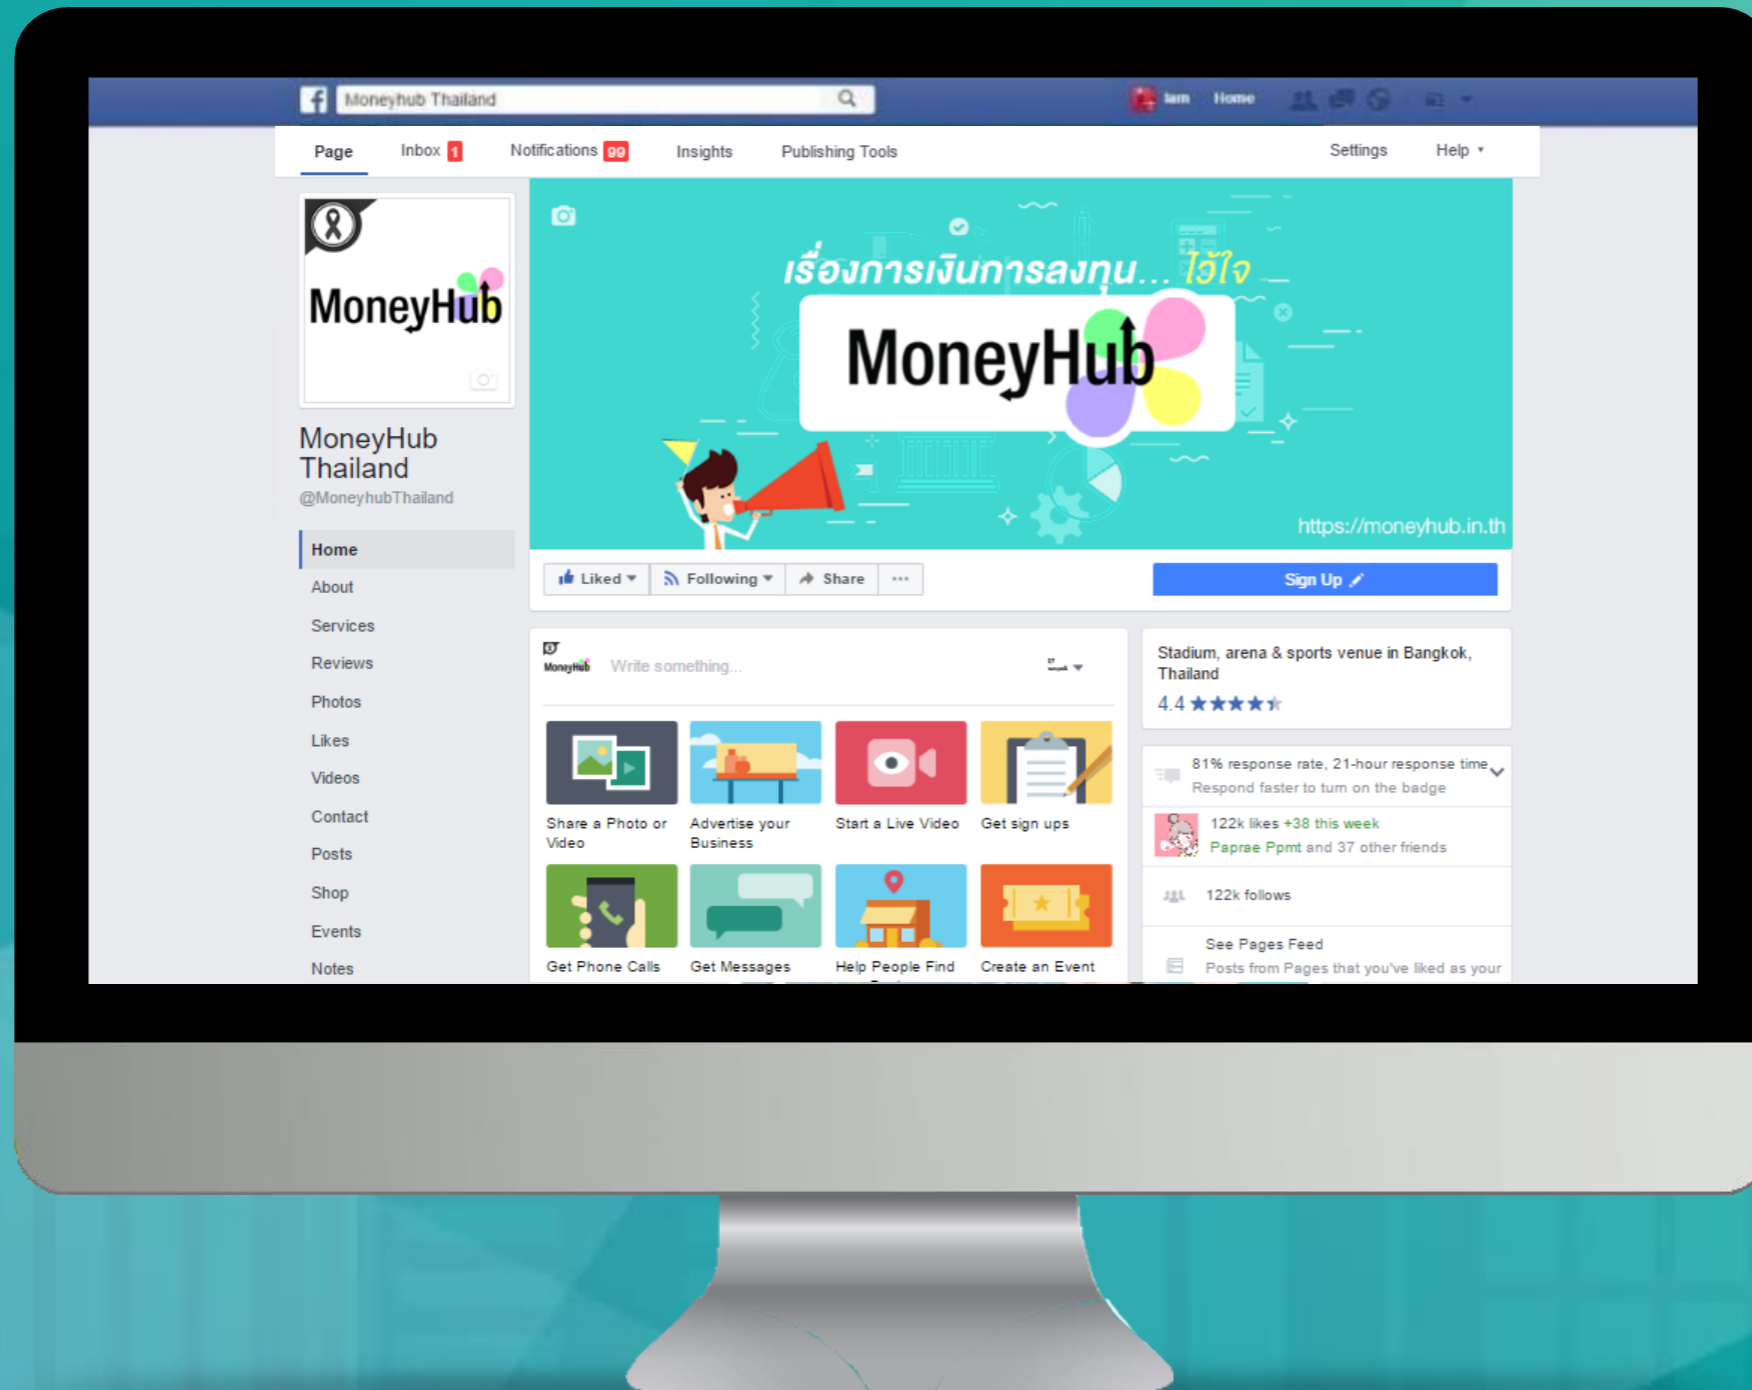 Moneyhub Thailand
Iam Home
Page Inbox 1 Notifications 99 Insights Publishing Tools Settings Help
MoneyHub
เรื่องการเงินการลงทุน... ไว้ใจ
MoneyHub
https://moneyhub.in.th
MoneyHub
Thailand
@MoneyhubThailand
Home
About
Services
Reviews
Photos
Likes
Videos
Contact
Posts
Shop
Events
Notes
Liked Following Share ...
Sign Up
MoneyHub Write something...
Share a Photo or
Video
Advertise your
Business
Start a Live Video
Get sign ups
Get Phone Calls
Get Messages
Help People Find
Create an Event
Stadium, arena & sports venue in Bangkok,
Thailand
4.4
81% response rate, 21-hour response time
Respond faster to turn on the badge
122k likes +38 this week
Paprae Ppmt and 37 other friends
122k follows
See Pages Feed
Posts from Pages that you've liked as your